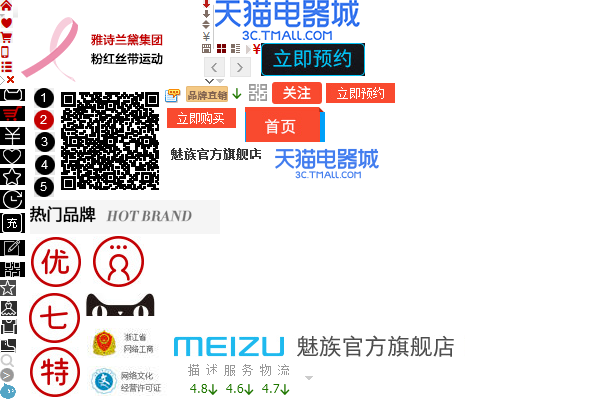 天猫电器城
3C.TMALL.COM
雅诗兰黛集团
粉红丝带运动
¥
¥
立即预约
1
2
3
4
5
品牌直销
关注
立即预约
立即购买
首页
¥
魅族官方旗舰店
天猫电器城
3C.TMALL.COM
充
热门品牌 HOT BRAND
优
七
特
浙江省
网络工商
网络文化
经营许可证
MEIZU 魅族官方旗舰店
描述 服务 物流
4.8 4.6 4.7